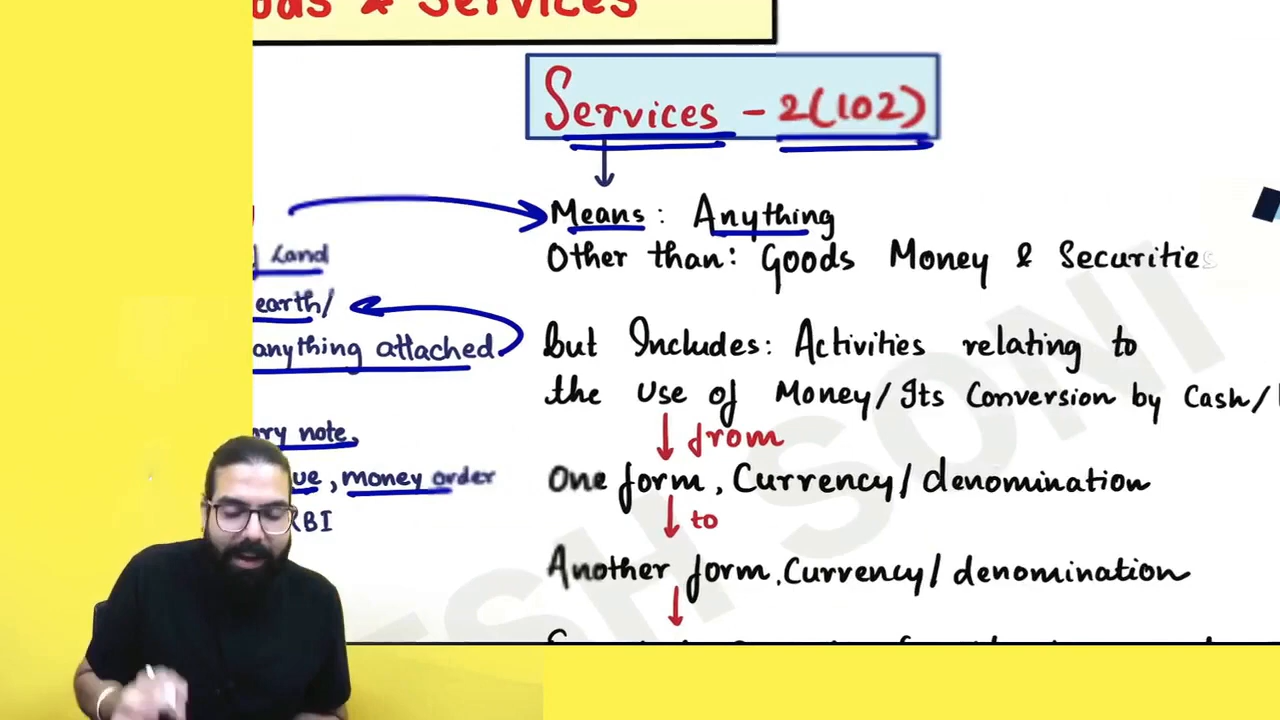 & Services
Services - 2(102)
Means: Anything
Other than: Goods Money & Securities
Land
earth/
anything attached
But Includes: Activities relating to
the use of Money/Its Conversion by Cash/
from
note,
One form, Currency/denomination
, money order
to
RBI
Another form, Currency/denomination